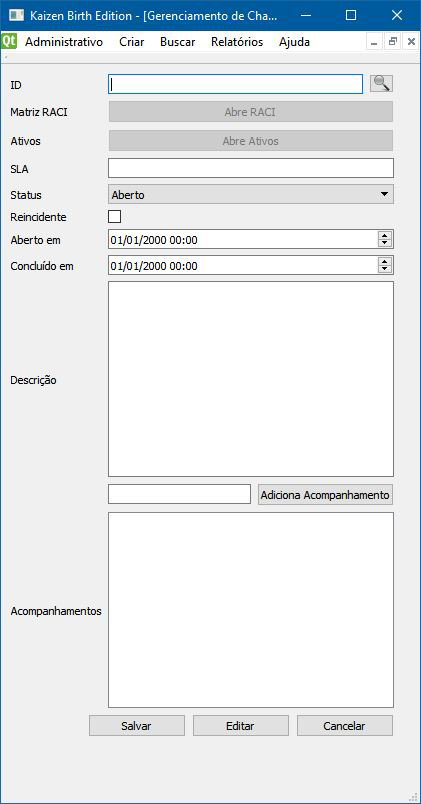 Kaizen Birth Edition - [Gerenciamento de Cha...
Qt Administrativo Criar Buscar Relatórios Ajuda
ID
Matriz RACI Abre RACI
Ativos Abre Ativos
SLA
Status Aberto
Reincidente
Aberto em 01/01/2000 00:00
Concluído em 01/01/2000 00:00
Descrição
Adiciona Acompanhamento
Acompanhamentos
Salvar Editar Cancelar